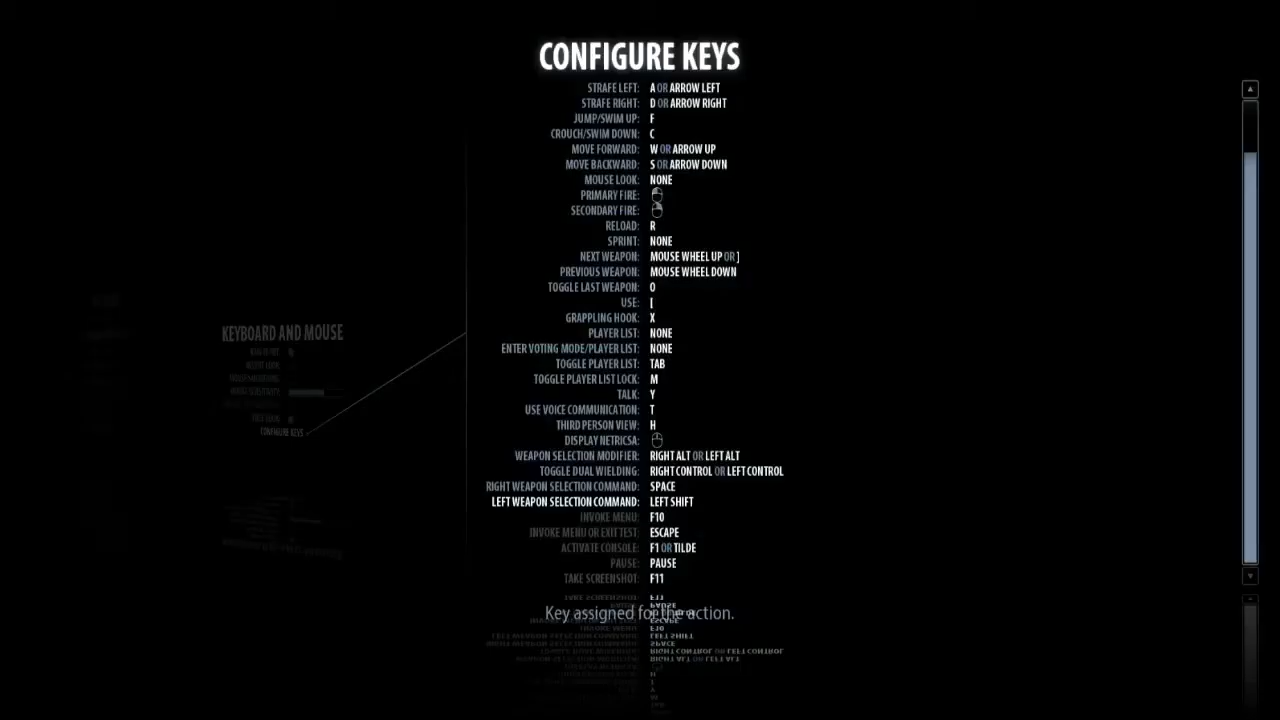 CONFIGURE KEYS
STRAFE LEFT: A OR ARROW LEFT
STRAFE RIGHT: D OR ARROW RIGHT
JUMP/SWIM UP: F
CROUCH/SWIM DOWN: C
MOVE FORWARD: W OR ARROW UP
MOVE BACKWARD: S OR ARROW DOWN
MOUSE LOOK: NONE
PRIMARY FIRE:
SECONDARY FIRE:
RELOAD: R
SPRINT: NONE
NEXT WEAPON: MOUSE WHEEL UP OR ]
PREVIOUS WEAPON: MOUSE WHEEL DOWN
TOGGLE LAST WEAPON: O
USE: [
GRAPPLING HOOK: X
PLAYER LIST: NONE
ENTER VOTING MODE/PLAYER LIST: NONE
TOGGLE PLAYER LIST: TAB
TOGGLE PLAYER LIST LOCK: M
TALK: Y
USE VOICE COMMUNICATION: T
THIRD PERSON VIEW: H
DISPLAY NETRICSA:
WEAPON SELECTION MODIFIER: RIGHT ALT OR LEFT ALT
TOGGLE DUAL WIELDING: RIGHT CONTROL OR LEFT CONTROL
RIGHT WEAPON SELECTION COMMAND: SPACE
LEFT WEAPON SELECTION COMMAND: LEFT SHIFT
INVOKE MENU: F10
INVOKE MENU OR EXIT TEST: ESCAPE
ACTIVATE CONSOLE: F1 OR TILDE
PAUSE: PAUSE
TAKE SCREENSHOT: F11
Key assigned for the action.
KEYBOARD AND MOUSE
CONFIGURE KEYS